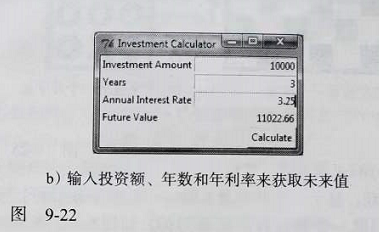 Investment Calculator
Investment Amount 10000
Years 3
Annual Interest Rate 3.25
Future Value 11022.66
Calculate
b) 输入投资额、年数和年利率来获取未来值
图 9-22